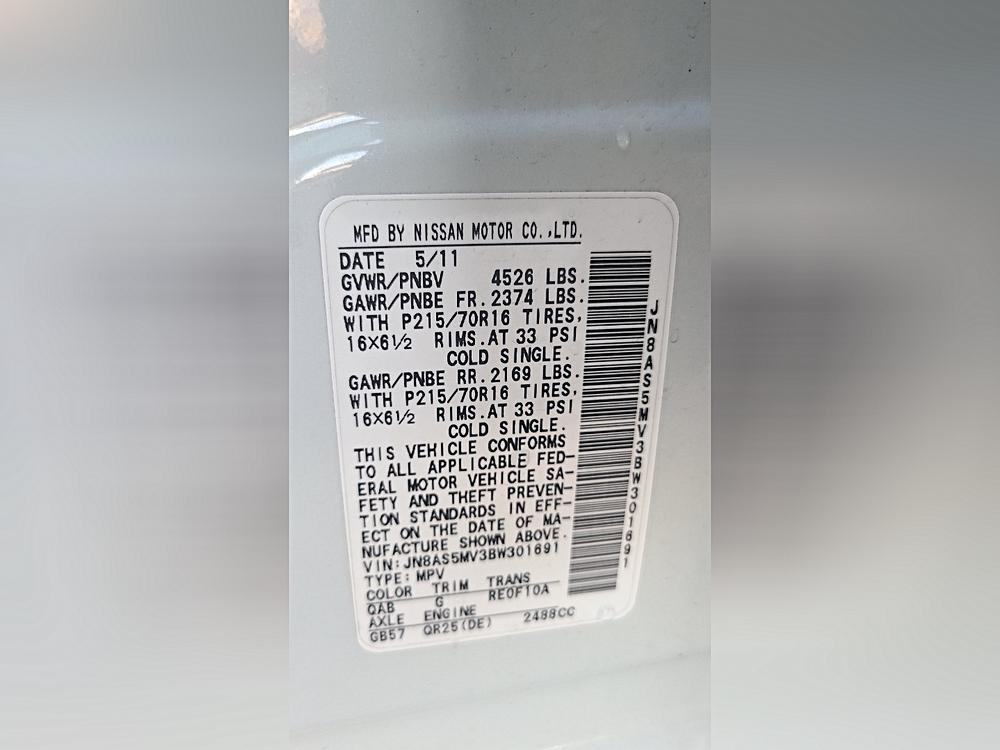 MFD BY NISSAN MOTOR CO.,LTD.
DATE 5/11
GVWR/PNBV 4526 LBS.
GAWR/PNBE FR.2374 LBS.
WITH P215/70R16 TIRES,
16X6½ RIMS.AT 33 PSI
COLD SINGLE.
GAWR/PNBE RR.2169 LBS.
WITH P215/70R16 TIRES,
16X6½ RIMS.AT 33 PSI
COLD SINGLE.
THIS VEHICLE CONFORMS
TO ALL APPLICABLE FED-
ERAL MOTOR VEHICLE SA-
FETY AND THEFT PREVEN-
TION STANDARDS IN EFF-
ECT ON THE DATE OF MA-
NUFACTURE SHOWN ABOVE.
VIN:JN8AS5MV3BW301691
TYPE:MPV
COLOR TRIM TRANS
QAB G RE0F10A
AXLE ENGINE
GB57 QR25(DE) 2488CC
JN8AS5MV3BW301691